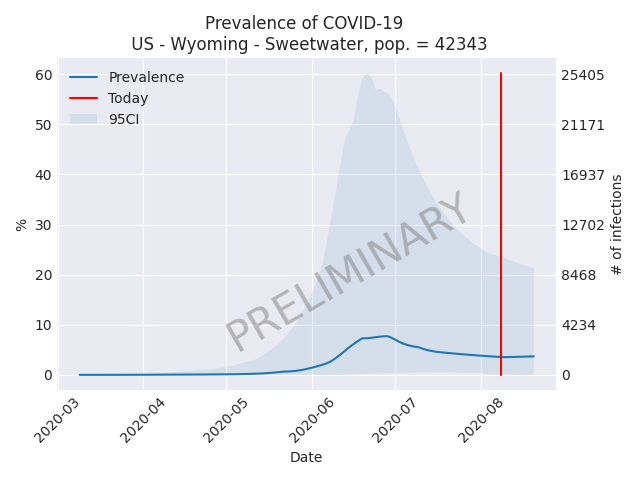 Prevalence of COVID-19
US - Wyoming - Sweetwater, pop. = 42343
Prevalence
Today
95CI
60
50
40
30
20
10
0
%
25405
21171
16937
12702
8468
4234
0
# of infections
PRELIMINARY
2020-03
2020-04
2020-05
2020-06
2020-07
2020-08
Date